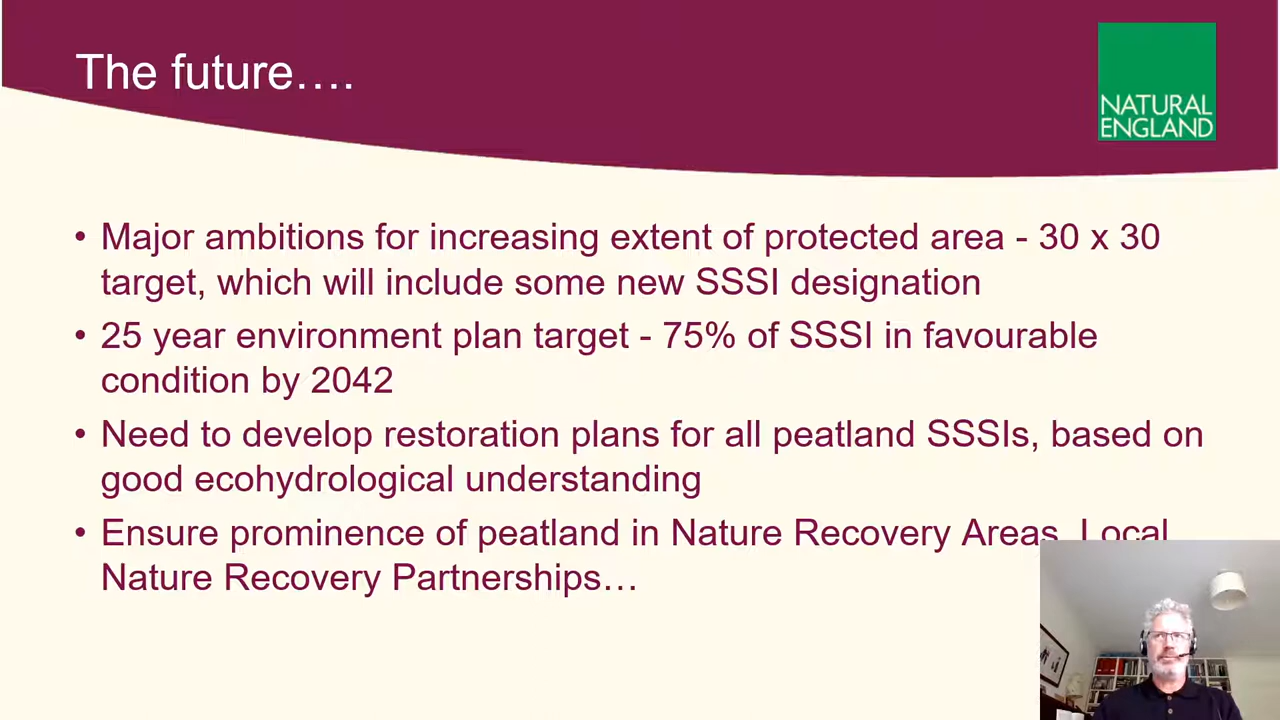 The future….
NATURAL
ENGLAND
• Major ambitions for increasing extent of protected area - 30 x 30
target, which will include some new SSSI designation
• 25 year environment plan target - 75% of SSSI in favourable
condition by 2042
• Need to develop restoration plans for all peatland SSSIs, based on
good ecohydrological understanding
• Ensure prominence of peatland in Nature Recovery Areas, Local
Nature Recovery Partnerships…